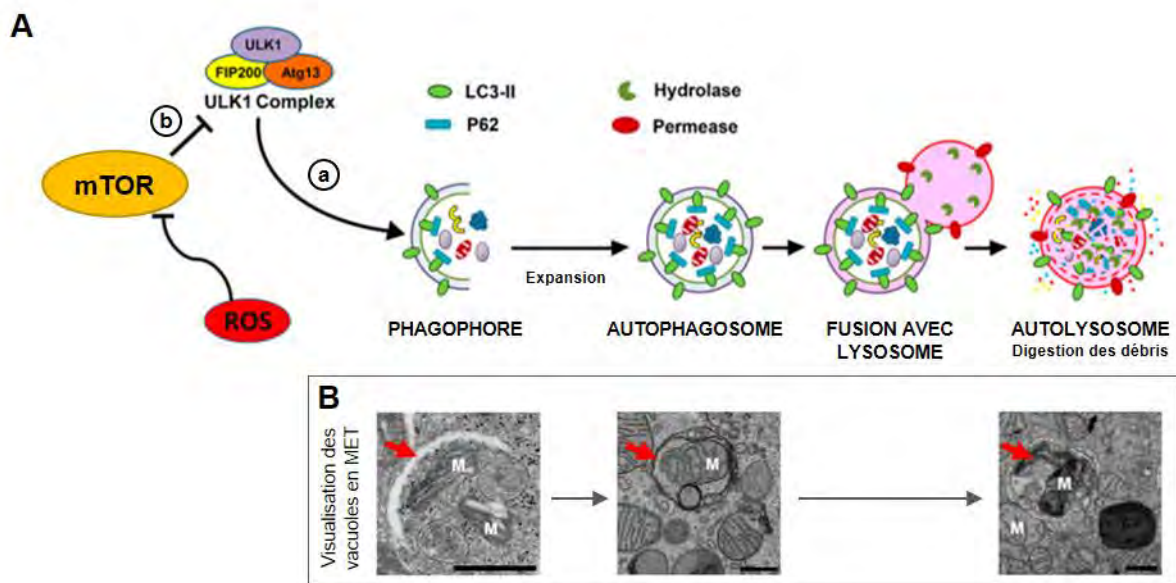 A
ULK1
FIP200
Atg13
ULK1 Complex
b
a
mTOR
ROS
LC3-II
P62
Hydrolase
Permease
Expansion
PHAGOPHORE
AUTOPHAGOSOME
FUSION AVEC
LYSOSOME
AUTOLYSOSOME
Digestion des débris
B
Visualisation des
vacuoles en MET
M
M
M
M
M